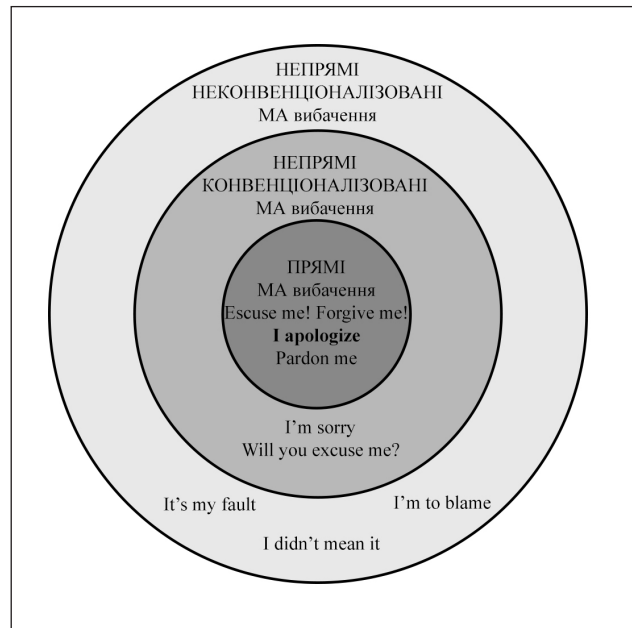 НЕПРЯМІ
НЕКОНВЕНЦІОНАЛІЗОВАНІ
МА вибачення
НЕПРЯМІ
КОНВЕНЦІОНАЛІЗОВАНІ
МА вибачення
ПРЯМІ
МА вибачення
Escuse me! Forgive me!
I apologize
Pardon me
I'm sorry
Will you excuse me?
It's my fault
I'm to blame
I didn't mean it